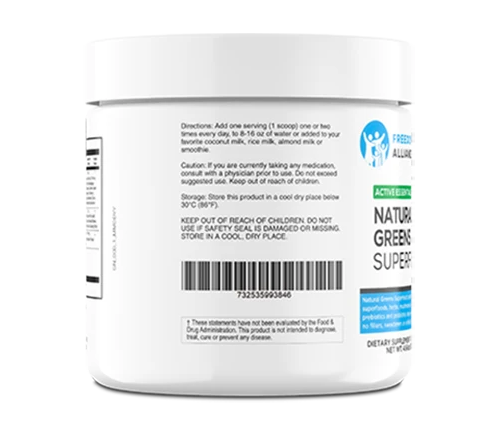 Directions: Add one serving (1 scoop) one or two
times every day, to 8-16 oz of water or added to your
favorite coconut milk, rice milk, almond milk or
smoothie.
Caution: If you are currently taking any medication,
consult with a physician prior to use. Do not exceed
suggested use. Keep out of reach of children.
Storage: Store this product in a cool dry place below
30°C (86°F).
KEEP OUT OF REACH OF CHILDREN. DO NOT
USE IF SAFETY SEAL IS DAMAGED OR MISSING.
STORE IN A COOL, DRY PLACE.
732535993846
† These statements have not been evaluated by the Food &
Drug Administration. This product is not intended to diagnose,
treat, cure or prevent any disease.
ALLIANC
ACTIVE ESSENTIA
NATURA
GREENS
SUPERF
Natural Greens
DIETARY SUPPLEMENT
NET WT